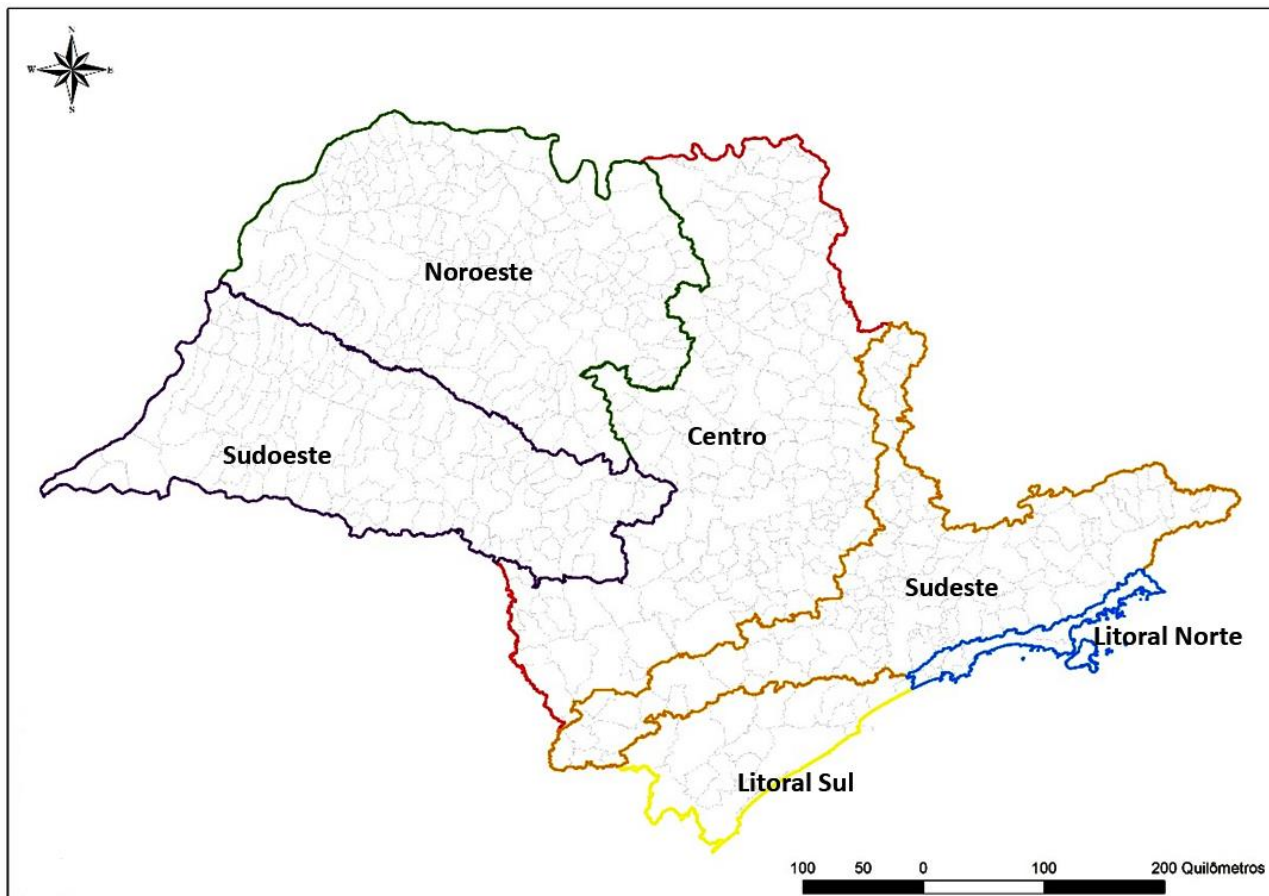 N
W E
S
Noroeste
Sudoeste
Centro
Sudeste
Litoral Norte
Litoral Sul
100 50 0 100 200 Quilômetros